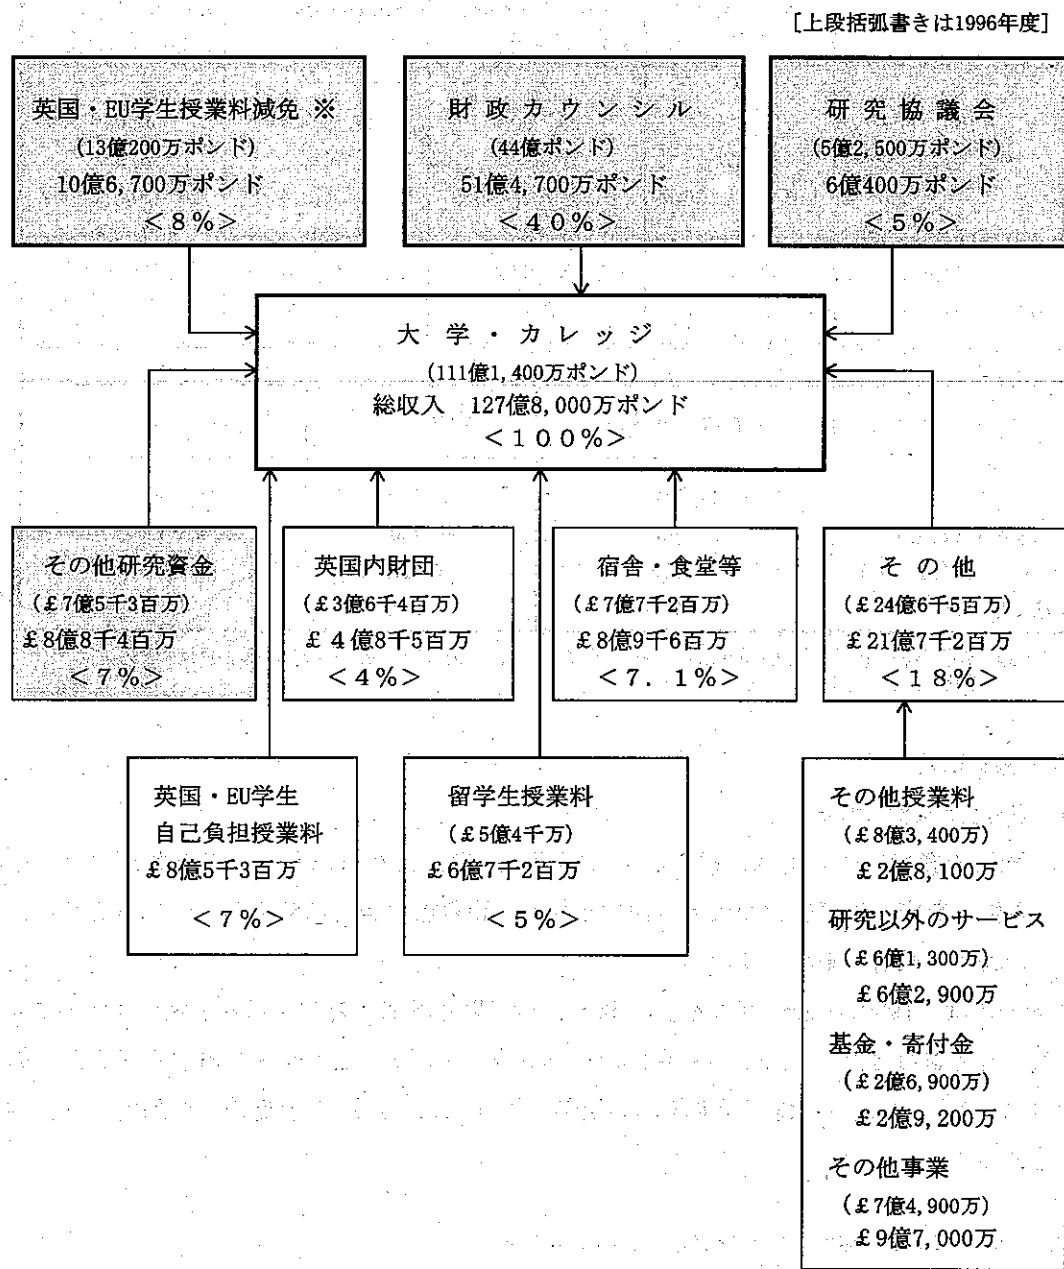 [上段括弧書きは1996年度]
英国・EU学生授業料減免 ※
(13億200万ポンド)
10億6,700万ポンド
＜8％＞
財政カウンシル
(44億ポンド)
51億4,700万ポンド
＜40％＞
研究協議会
(5億2,500万ポンド)
6億400万ポンド
＜5％＞
大学・カレッジ
(111億1,400万ポンド)
総収入 127億8,000万ポンド
＜100％＞
その他研究資金
(£7億5千3百万)
£8億8千4百万
＜7％＞
英国内財団
(£3億6千4百万)
£4億8千5百万
＜4％＞
宿舎・食堂等
(£7億7千2百万)
£8億9千6百万
＜7.1％＞
その他
(£24億6千5百万)
£21億7千2百万
＜18％＞
英国・EU学生
自己負担授業料
£8億5千3百万
＜7％＞
留学生授業料
(£5億4千万)
£6億7千2百万
＜5％＞
その他授業料
(£8億3,400万)
£2億8,100万
研究以外のサービス
(£6億1,300万)
£6億2,900万
基金・寄付金
(£2億6,900万)
£2億9,200万
その他事業
(£7億4,900万)
£9億7,000万